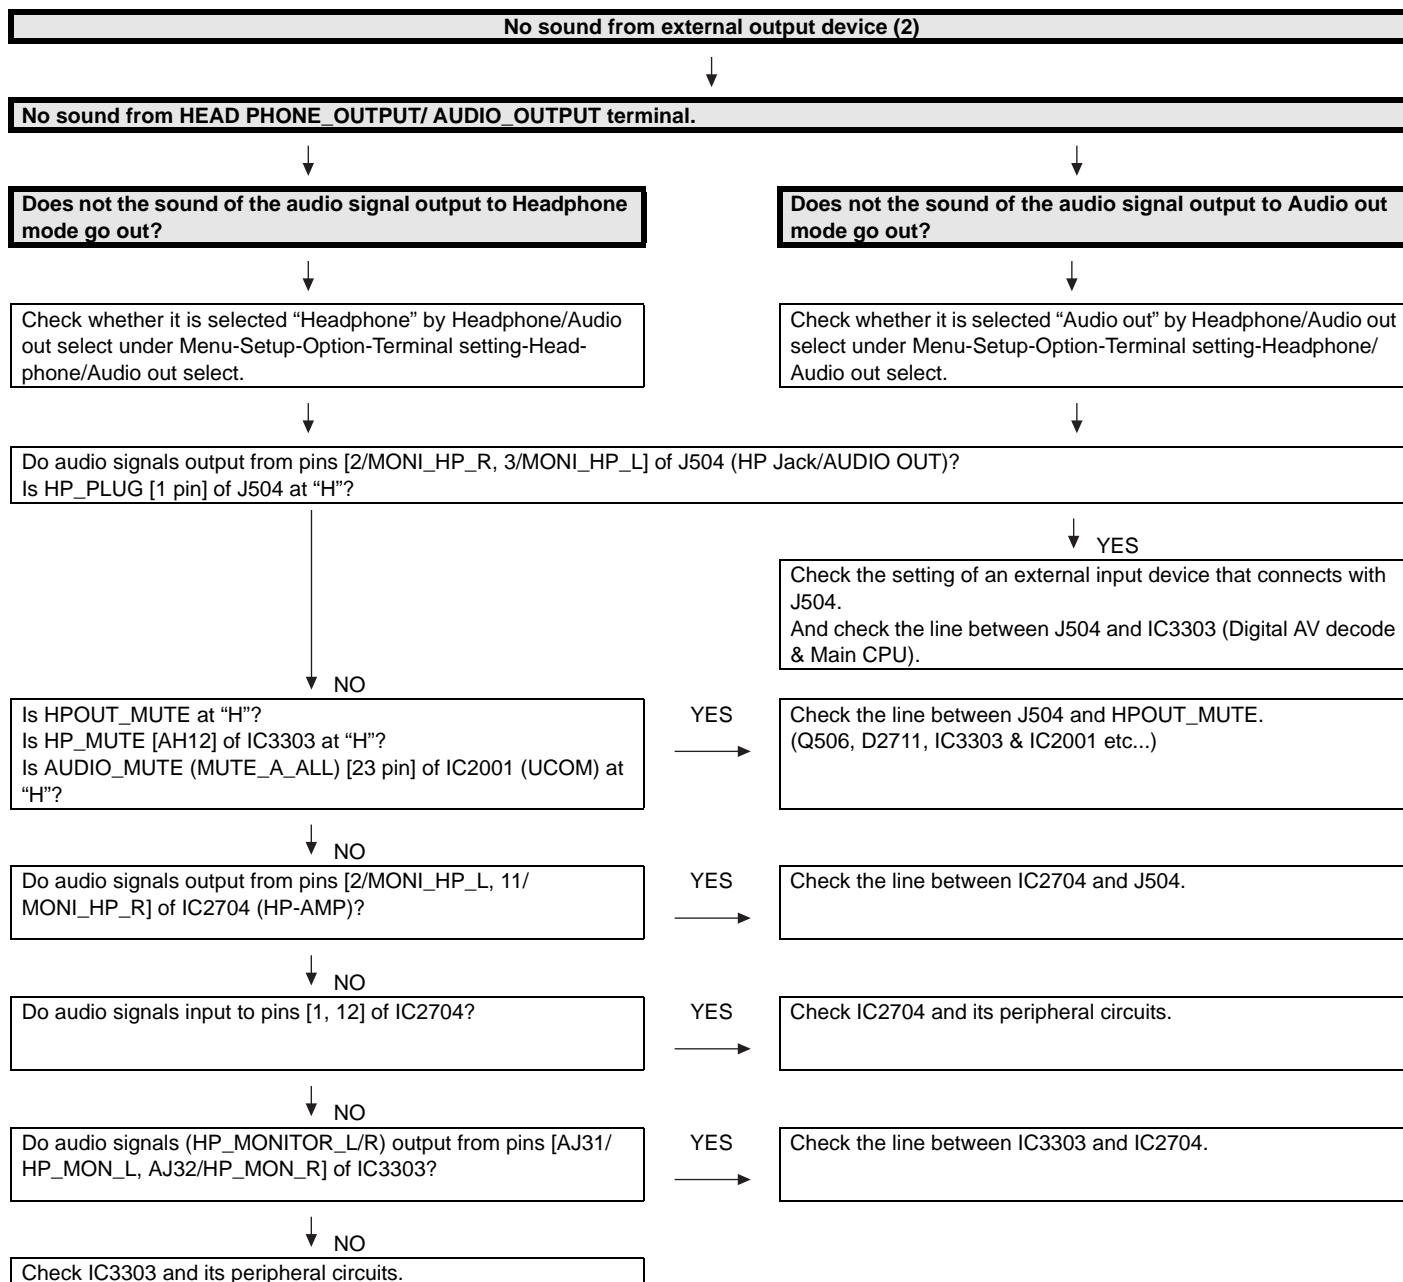 No sound from external output device (2)
No sound from HEAD PHONE_OUTPUT/ AUDIO_OUTPUT terminal.
Does not the sound of the audio signal output to Headphone
mode go out?
Does not the sound of the audio signal output to Audio out
mode go out?
Check whether it is selected “Headphone” by Headphone/Audio
out select under Menu-Setup-Option-Terminal setting-Head-
phone/Audio out select.
Check whether it is selected “Audio out” by Headphone/Audio out
select under Menu-Setup-Option-Terminal setting-Headphone/
Audio out select.
Do audio signals output from pins [2/MONI_HP_R, 3/MONI_HP_L] of J504 (HP Jack/AUDIO OUT)?
Is HP_PLUG [1 pin] of J504 at “H”?
YES
Check the setting of an external input device that connects with
J504.
And check the line between J504 and IC3303 (Digital AV decode
& Main CPU).
NO
Is HPOUT_MUTE at “H”?
Is HP_MUTE [AH12] of IC3303 at “H”?
Is AUDIO_MUTE (MUTE_A_ALL) [23 pin] of IC2001 (UCOM) at
“H”?
YES
Check the line between J504 and HPOUT_MUTE.
(Q506, D2711, IC3303 & IC2001 etc...)
NO
Do audio signals output from pins [2/MONI_HP_L, 11/
MONI_HP_R] of IC2704 (HP-AMP)?
YES
Check the line between IC2704 and J504.
NO
Do audio signals input to pins [1, 12] of IC2704?
YES
Check IC2704 and its peripheral circuits.
NO
Do audio signals (HP_MONITOR_L/R) output from pins [AJ31/
HP_MON_L, AJ32/HP_MON_R] of IC3303?
YES
Check the line between IC3303 and IC2704.
NO
Check IC3303 and its peripheral circuits.